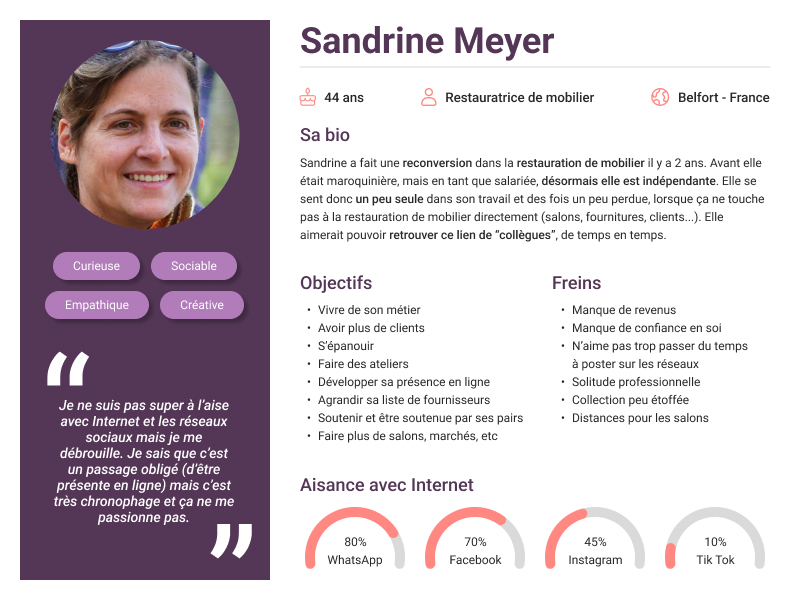 Sandrine Meyer
44 ans
Restauratrice de mobilier
Belfort - France
Sa bio
Sandrine a fait une reconversion dans la restauration de mobilier il y a 2 ans. Avant elle
était maroquinière, mais en tant que salariée, désormais elle est indépendante. Elle se
sent donc un peu seule dans son travail et des fois un peu perdue, lorsque ça ne touche
pas à la restauration de mobilier directement (salons, fournitures, clients...). Elle
aimerait pouvoir retrouver ce lien de “collègues”, de temps en temps.
Curieuse
Sociable
Empathique
Créative
“
Je ne suis pas super à l’aise
avec Internet et les réseaux
sociaux mais je me
débrouille. Je sais que c’est
un passage obligé (d’être
présente en ligne) mais c’est
très chronophage et ça ne me
passionne pas.
”
Objectifs
• Vivre de son métier
• Avoir plus de clients
• S’épanouir
• Faire des ateliers
• Développer sa présence en ligne
• Agrandir sa liste de fournisseurs
• Soutenir et être soutenue par ses pairs
• Faire plus de salons, marchés, etc
Freins
• Manque de revenus
• Manque de confiance en soi
• N’aime pas trop passer du temps
à poster sur les réseaux
• Solitude professionnelle
• Collection peu étoffée
• Distances pour les salons
Aisance avec Internet
80%
WhatsApp
70%
Facebook
45%
Instagram
10%
Tik Tok